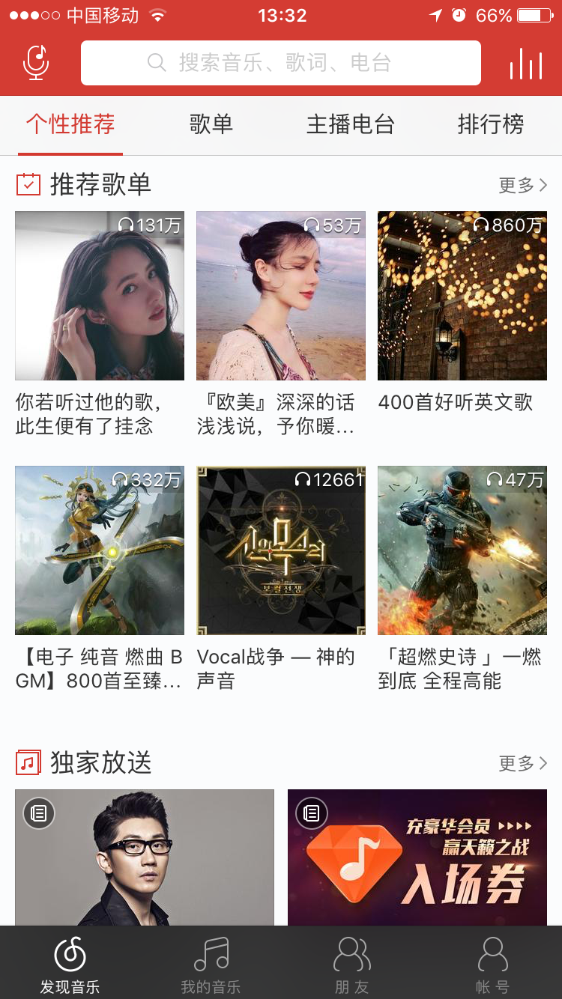 中国移动
13:32
66%
搜索音乐、歌词、电台
个性推荐
歌单
主播电台
排行榜
推荐歌单
更多
131万
53万
860万
你若听过他的歌，
此生便有了挂念
『欧美』深深的话
浅浅说，予你暖...
400首好听英文歌
332万
12661
47万
신의 목소리
보컬전쟁
【电子 纯音 燃曲 B
GM】800首至臻...
Vocal战争 — 神的
声音
「超燃史诗 」一燃
到底 全程高能
独家放送
更多
充豪华会员
赢天籁之战
入场券
发现音乐
我的音乐
朋友
帐号